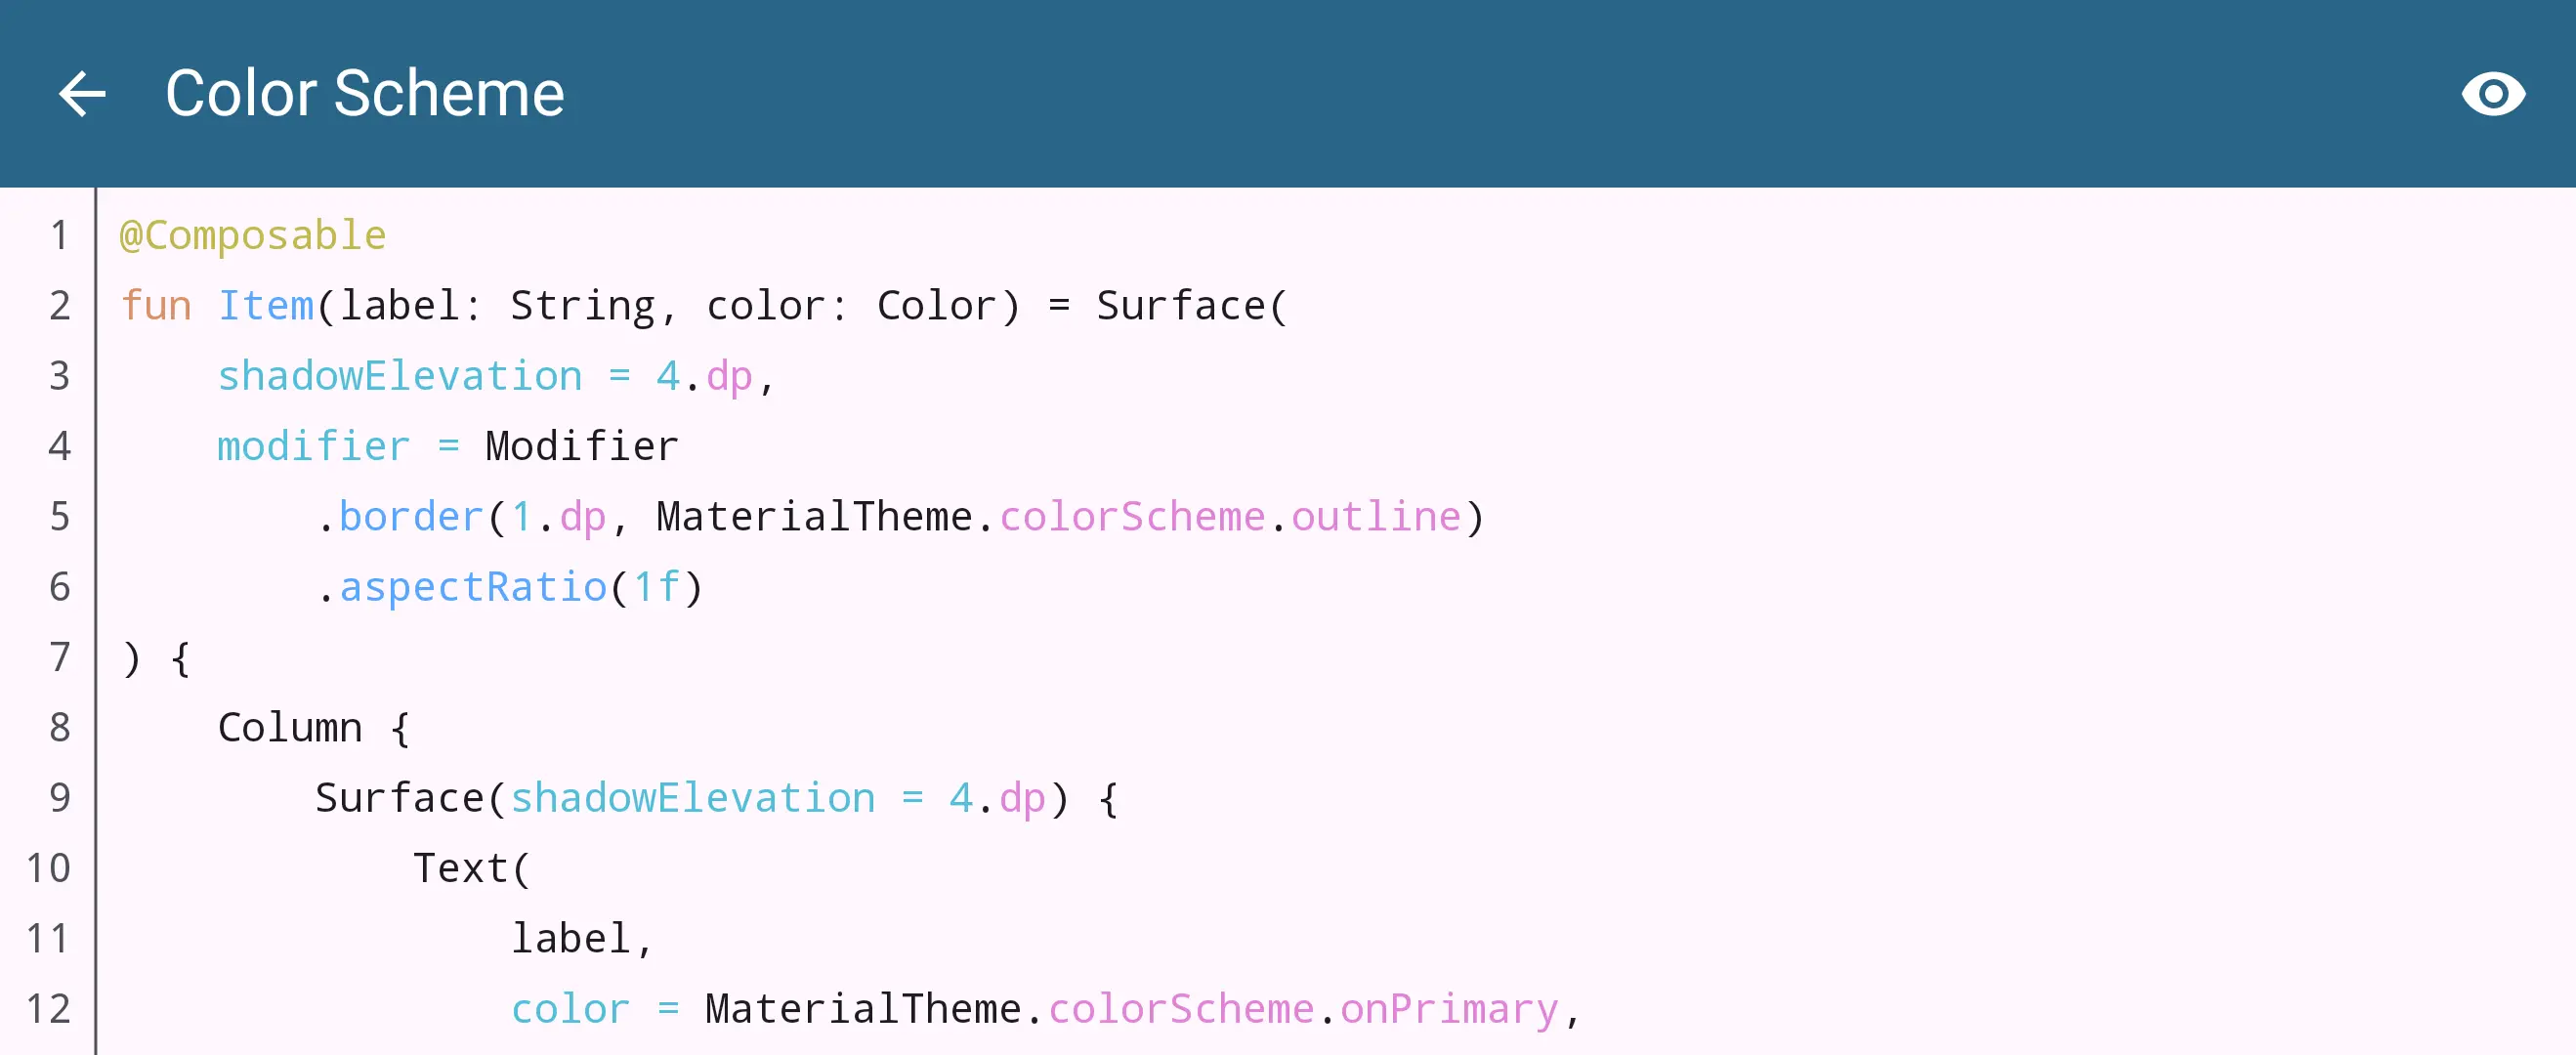 Color Scheme
1 @Composable
2 fun Item(label: String, color: Color) = Surface(
3     shadowElevation = 4.dp,
4     modifier = Modifier
5         .border(1.dp, MaterialTheme.colorScheme.outline)
6         .aspectRatio(1f)
7 ) {
8     Column {
9         Surface(shadowElevation = 4.dp) {
10             Text(
11                 label,
12                 color = MaterialTheme.colorScheme.onPrimary,